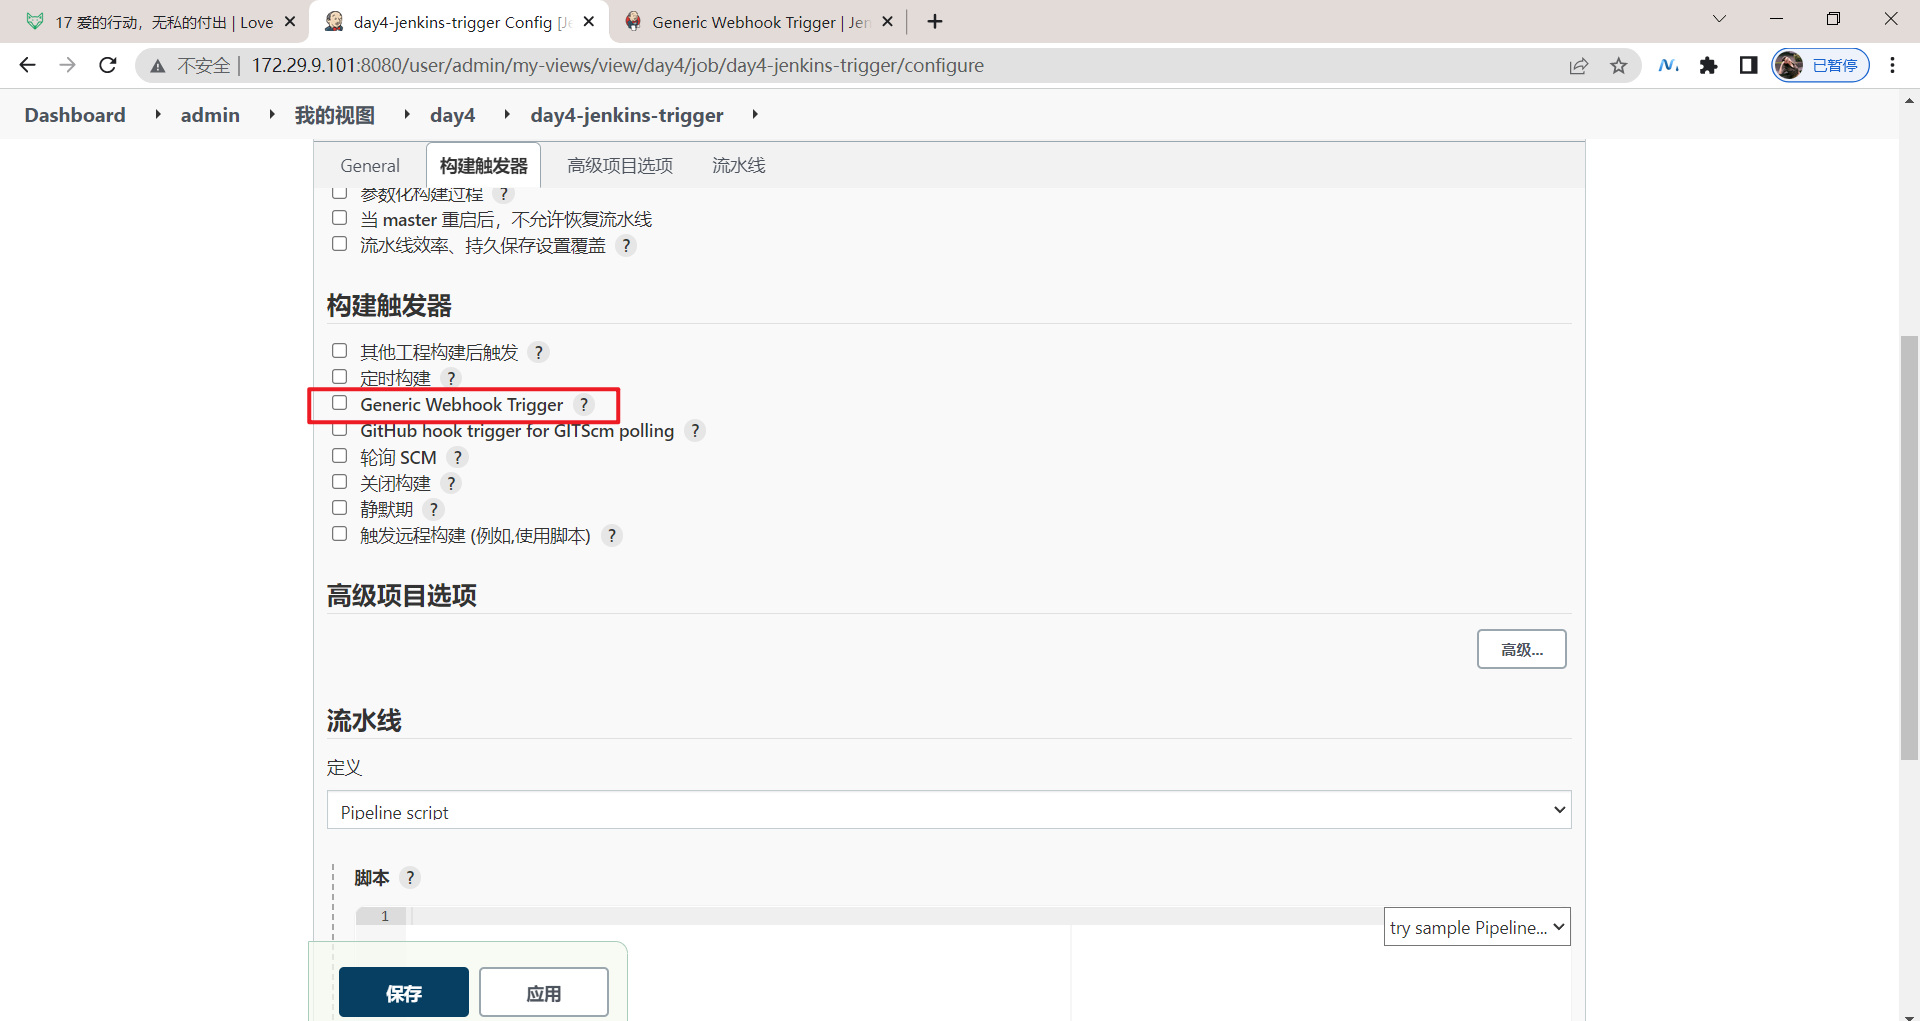 17 爱的行动，无私的付出 | Love
day4-jenkins-trigger Config [Je
Generic Webhook Trigger | Jen
不安全 | 172.29.9.101:8080/user/admin/my-views/view/day4/job/day4-jenkins-trigger/configure
已暂停
Dashboard
admin
我的视图
day4
day4-jenkins-trigger
General
构建触发器
高级项目选项
流水线
参数化构建过程 ?
当 master 重启后，不允许恢复流水线
流水线效率、持久保存设置覆盖 ?
构建触发器
其他工程构建后触发 ?
定时构建 ?
Generic Webhook Trigger ?
GitHub hook trigger for GITScm polling ?
轮询 SCM ?
关闭构建 ?
静默期 ?
触发远程构建 (例如,使用脚本) ?
高级项目选项
高级...
流水线
定义
Pipeline script
脚本 ?
1
try sample Pipeline...
保存
应用